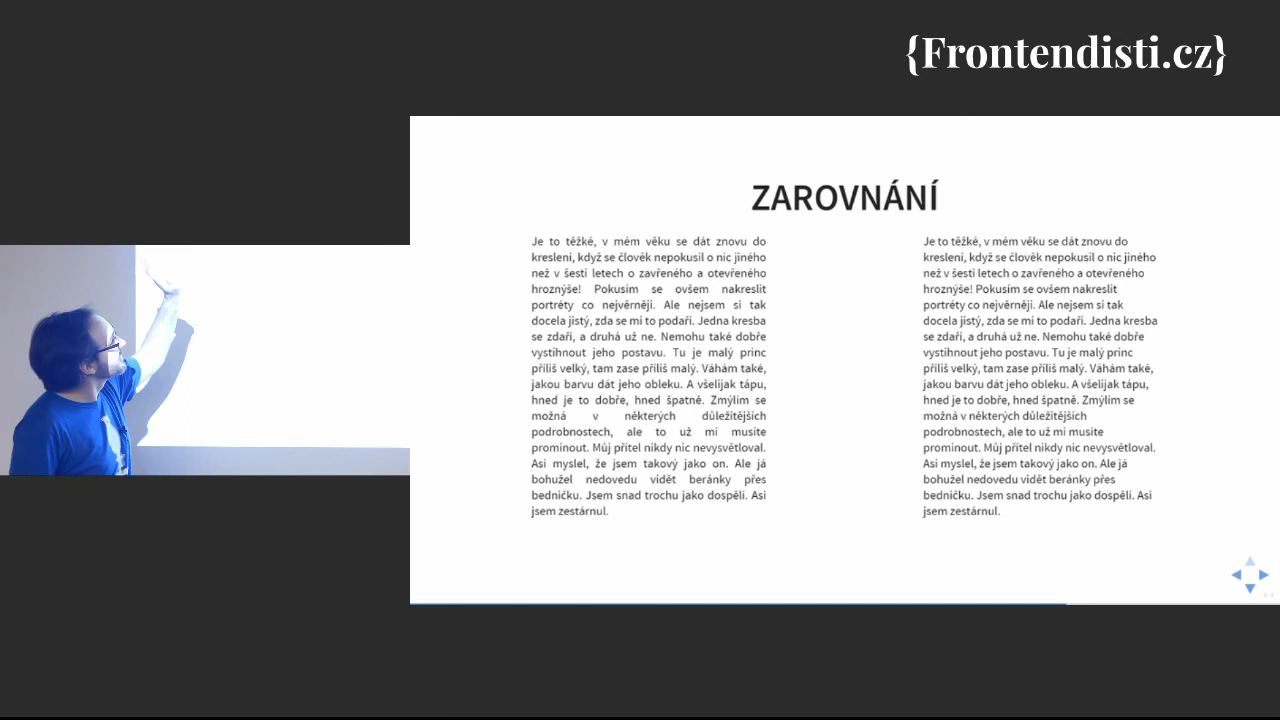 {Frontendisti.cz}
ZAROVNÁNÍ
Je to těžké, v mém věku se dát znovu do
kreslení, když se člověk nepokusil o nic jiného
než v šesti letech o zavřeného a otevřeného
hroznýše! Pokusím se ovšem nakreslit
portréty co nejvěrněji. Ale nejsem si tak
docela jistý, zda se mi to podaří. Jedna kresba
se zdaří, a druhá už ne. Nemohu také dobře
vystihnout jeho postavu. Tu je malý princ
příliš velký, tam zase příliš malý. Váhám také,
jakou barvu dát jeho obleku. A všelijak tápu,
hned je to dobře, hned špatně. Zmýlím se
možná v některých důležitějších
podrobnostech, ale to už mi musíte
prominout. Můj přítel nikdy nic nevysvětloval.
Asi myslel, že jsem takový jako on. Ale já
bohužel nedovedu vidět beránky přes
bedničku. Jsem snad trochu jako dospělí. Asi
jsem zestárnul.
Je to těžké, v mém věku se dát znovu do
kreslení, když se člověk nepokusil o nic jiného
než v šesti letech o zavřeného a otevřeného
hroznýše! Pokusím se ovšem nakreslit
portréty co nejvěrněji. Ale nejsem si tak
docela jistý, zda se mi to podaří. Jedna kresba
se zdaří, a druhá už ne. Nemohu také dobře
vystihnout jeho postavu. Tu je malý princ
příliš velký, tam zase příliš malý. Váhám také,
jakou barvu dát jeho obleku. A všelijak tápu,
hned je to dobře, hned špatně. Zmýlím se
možná v některých důležitějších
podrobnostech, ale to už mi musíte
prominout. Můj přítel nikdy nic nevysvětloval.
Asi myslel, že jsem takový jako on. Ale já
bohužel nedovedu vidět beránky přes
bedničku. Jsem snad trochu jako dospělí. Asi
jsem zestárnul.